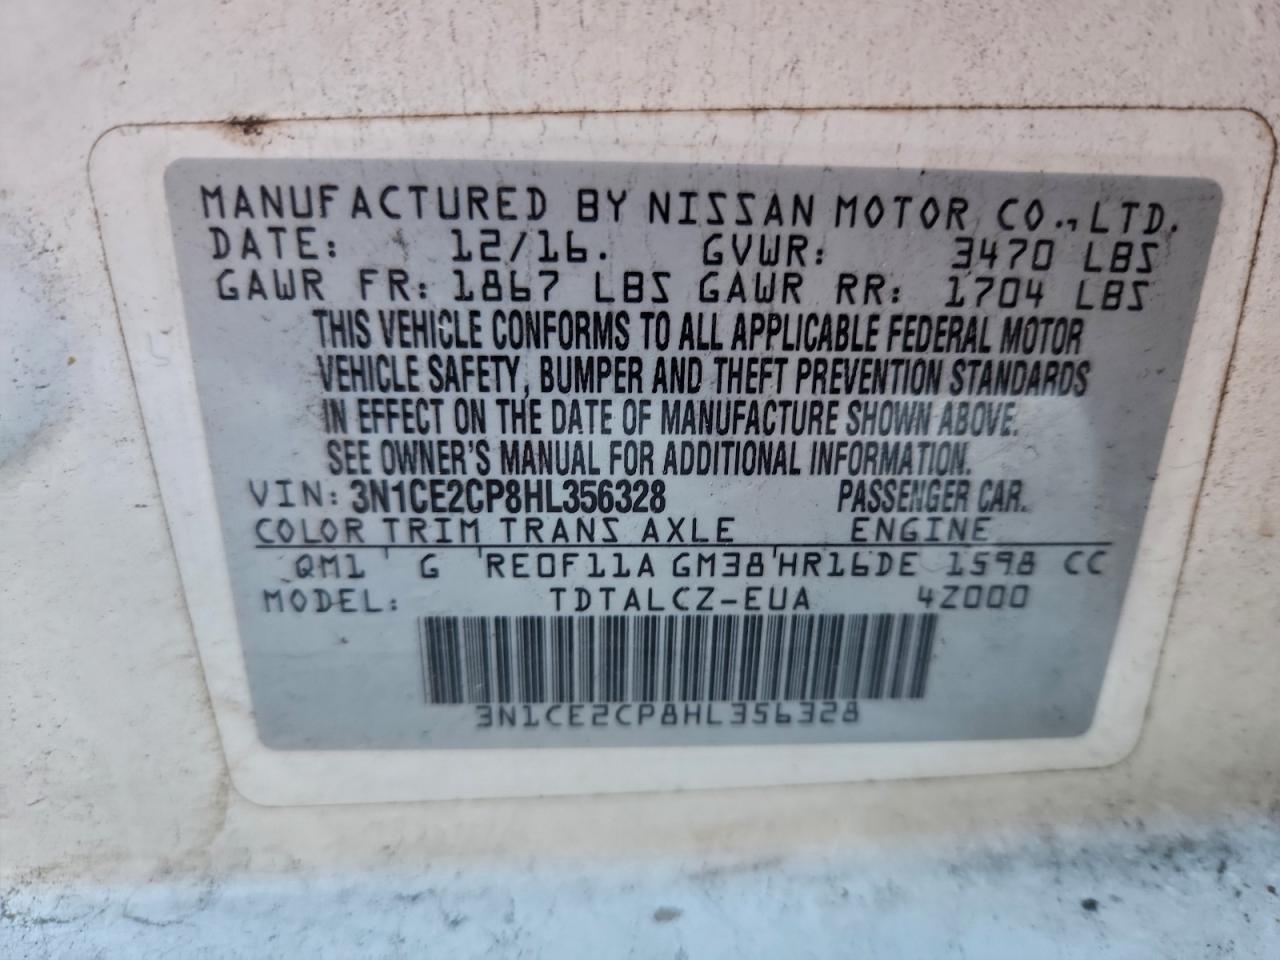 MANUFACTURED BY NISSAN MOTOR CO., LTD.
DATE: 12/16. GVWR: 3470 LBS
GAWR FR: 1867 LBS GAWR RR: 1704 LBS
THIS VEHICLE CONFORMS TO ALL APPLICABLE FEDERAL MOTOR
VEHICLE SAFETY, BUMPER AND THEFT PREVENTION STANDARDS
IN EFFECT ON THE DATE OF MANUFACTURE SHOWN ABOVE.
SEE OWNER'S MANUAL FOR ADDITIONAL INFORMATION.
VIN: 3N1CE2CP8HL356328 PASSENGER CAR.
COLOR TRIM TRANS AXLE ENGINE
QM1 ' G 'RE0F11A GM38'HR16DE 1598 CC
MODEL: TDTALCZ-EUA 4Z000
3N1CE2CP8HL356328